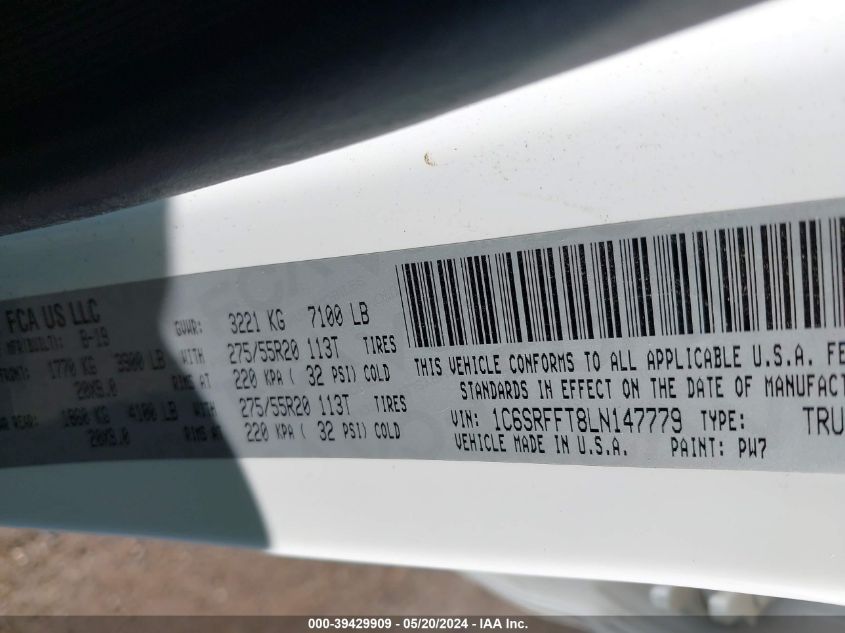 FCA US LLC
MFR(BUILT): 8-19
GVWR: 3221 KG 7100 LB
FRONT: 1770 KG 3900 LB WITH 275/55R20 113T TIRES
20X9.0 RIMS AT 220 KPA ( 32 PSI) COLD
REAR: 1860 KG 4100 LB WITH 275/55R20 113T TIRES
20X9.0 RIMS AT 220 KPA ( 32 PSI) COLD
THIS VEHICLE CONFORMS TO ALL APPLICABLE U.S.A. FE
STANDARDS IN EFFECT ON THE DATE OF MANUFACT
VIN: 1C6SRFFT8LN147779 TYPE: TRU
VEHICLE MADE IN U.S.A. PAINT: PW7
000-39429909 - 05/20/2024 - IAA Inc.